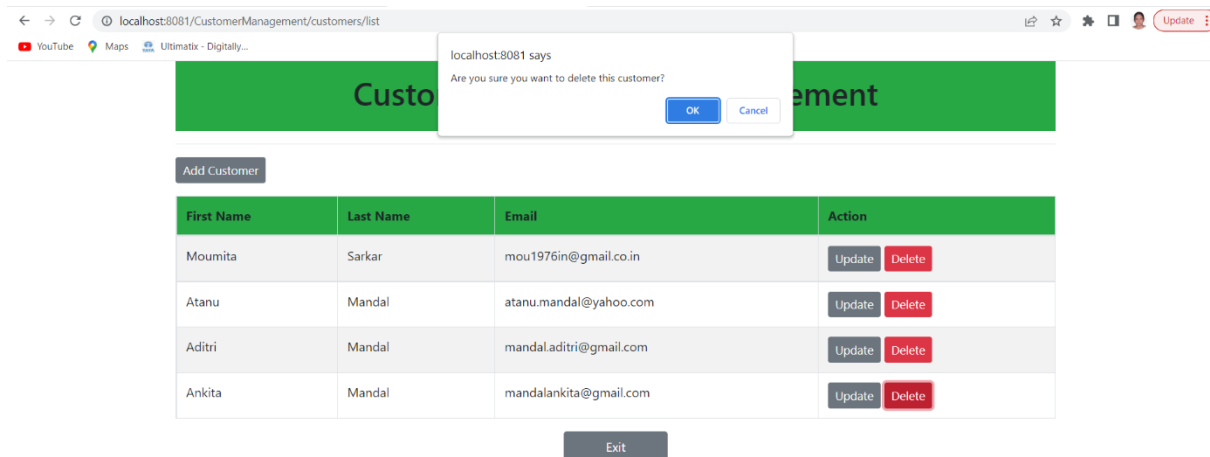 localhost:8081/CustomerManagement/customers/list
Update
YouTube Maps Ultimatix - Digitally...
localhost:8081 says
Are you sure you want to delete this customer?
OK Cancel
Custo ement
Add Customer
First Name Last Name Email Action
Moumita Sarkar mou1976in@gmail.co.in Update Delete
Atanu Mandal atanu.mandal@yahoo.com Update Delete
Aditri Mandal mandal.aditri@gmail.com Update Delete
Ankita Mandal mandalankita@gmail.com Update Delete
Exit